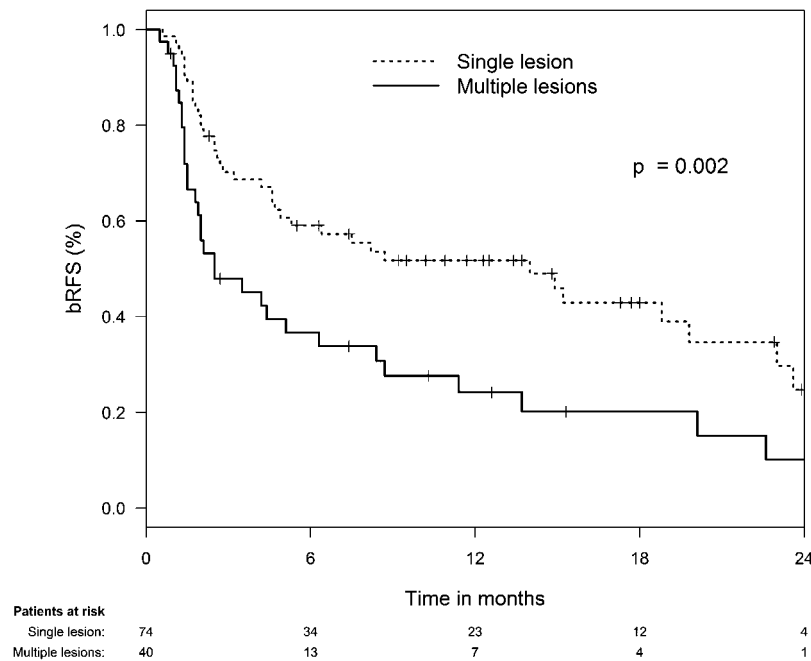 1.0
0.8
0.6
0.4
0.2
0.0
bRFS (%)
Single lesion
Multiple lesions
p = 0.002
0 6 12 18 24
Time in months
Patients at risk
Single lesion: 74 34 23 12 4
Multiple lesions: 40 13 7 4 1